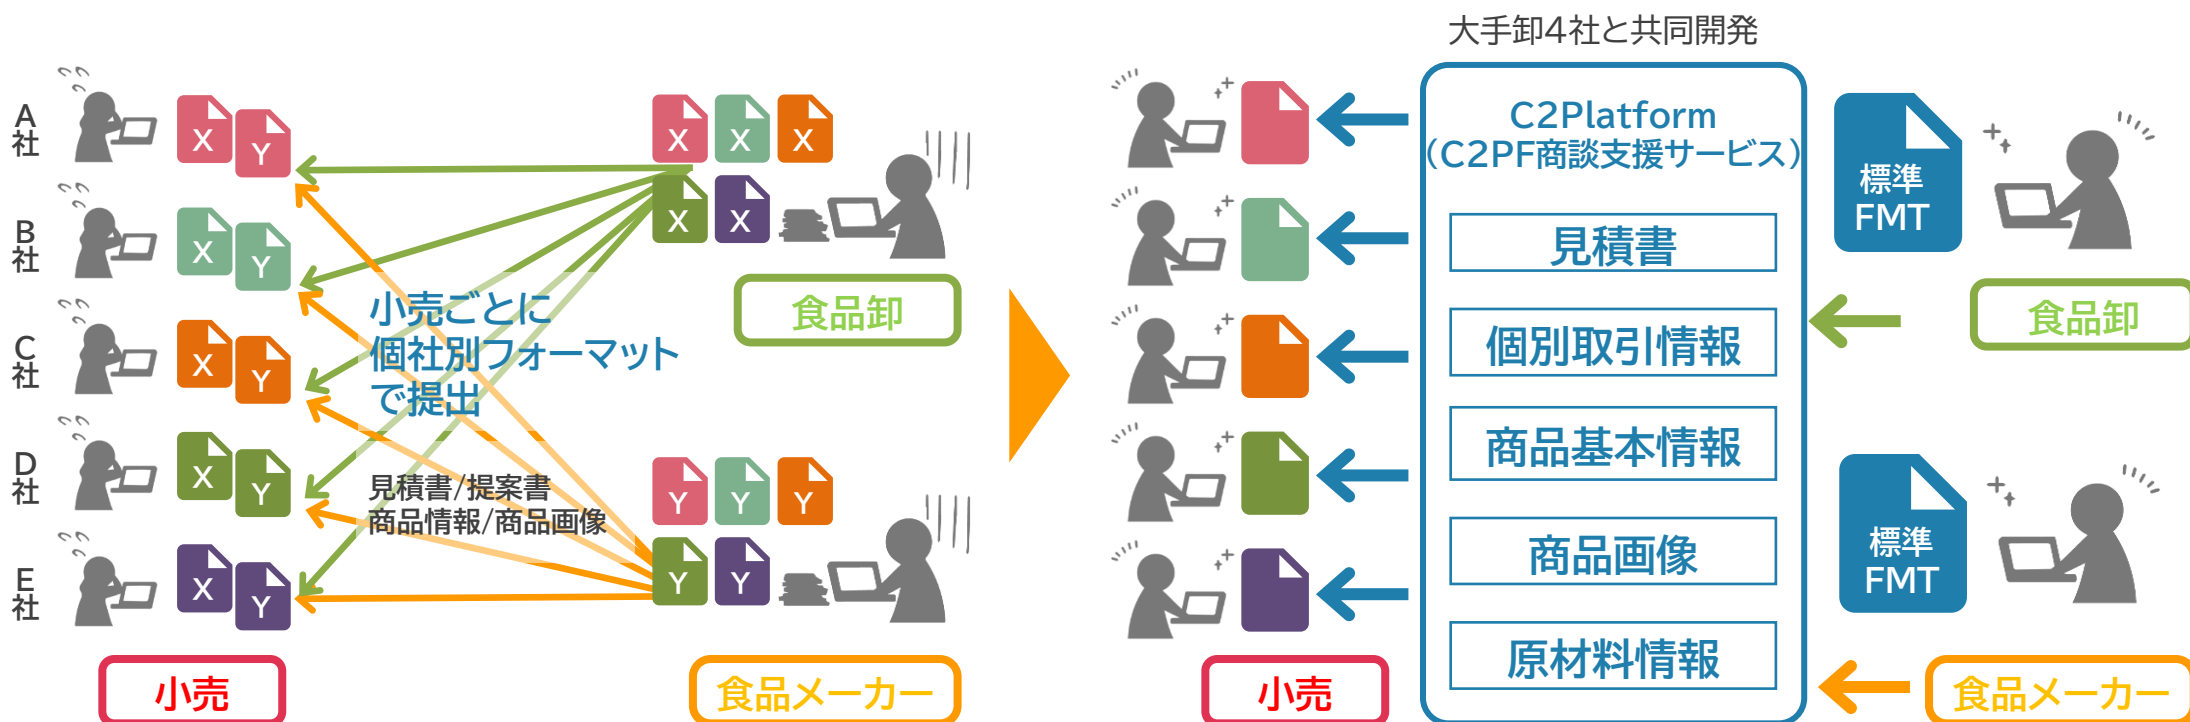 大手卸4社と共同開発
A社
X
Y
B社
X
Y
C社
X
Y
D社
X
Y
E社
X
Y
小売
小売ごとに
個社別フォーマット
で提出
見積書/提案書
商品情報/商品画像
X X X
X X
食品卸
Y Y Y
Y Y
食品メーカー
小売
C2Platform
（C2PF商談支援サービス）
見積書
個別取引情報
商品基本情報
商品画像
原材料情報
標準
FMT
食品卸
標準
FMT
食品メーカー